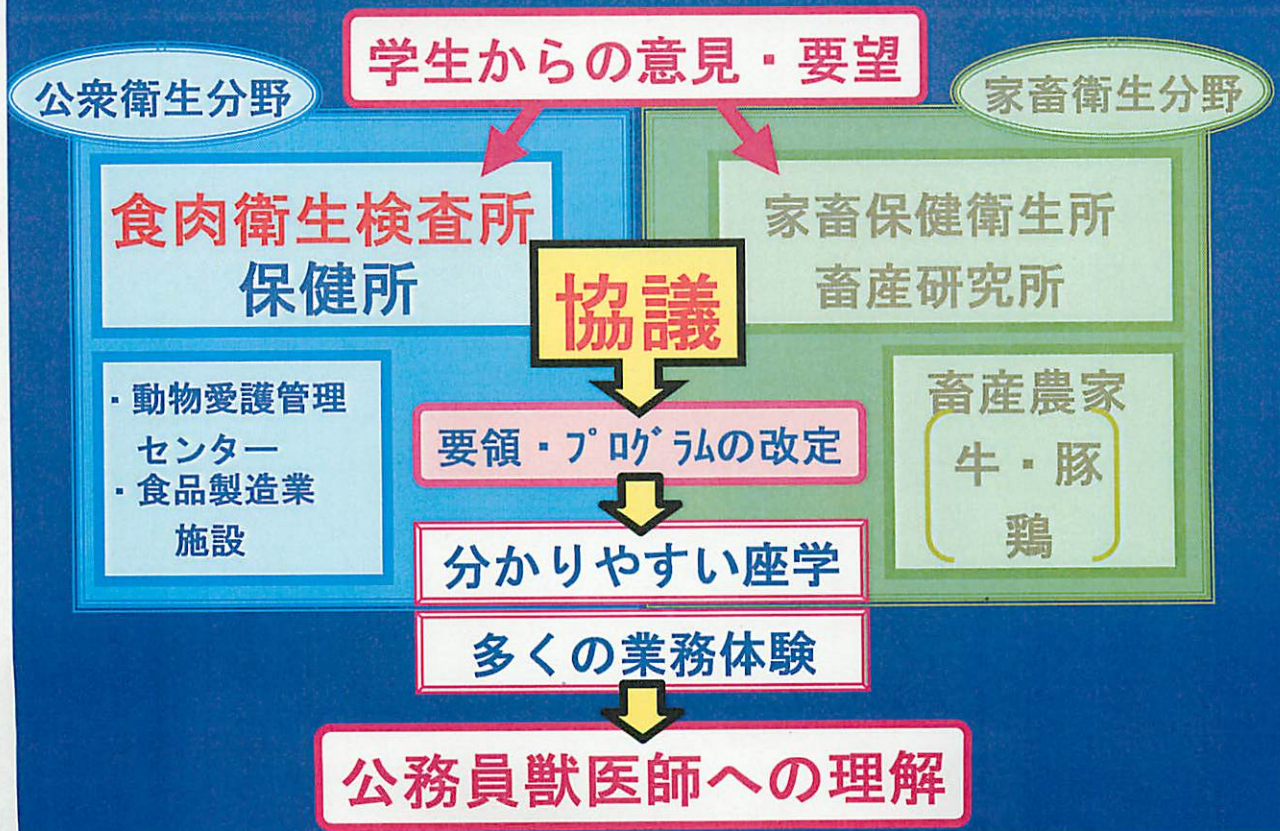 学生からの意見・要望
公衆衛生分野
家畜衛生分野
食肉衛生検査所
保健所
家畜保健衛生所
畜産研究所
・動物愛護管理
センター
・食品製造業
施設
畜産農家
牛・豚
鶏
協議
要領・ﾌﾟﾛｸﾞﾗﾑの改定
分かりやすい座学
多くの業務体験
公務員獣医師への理解